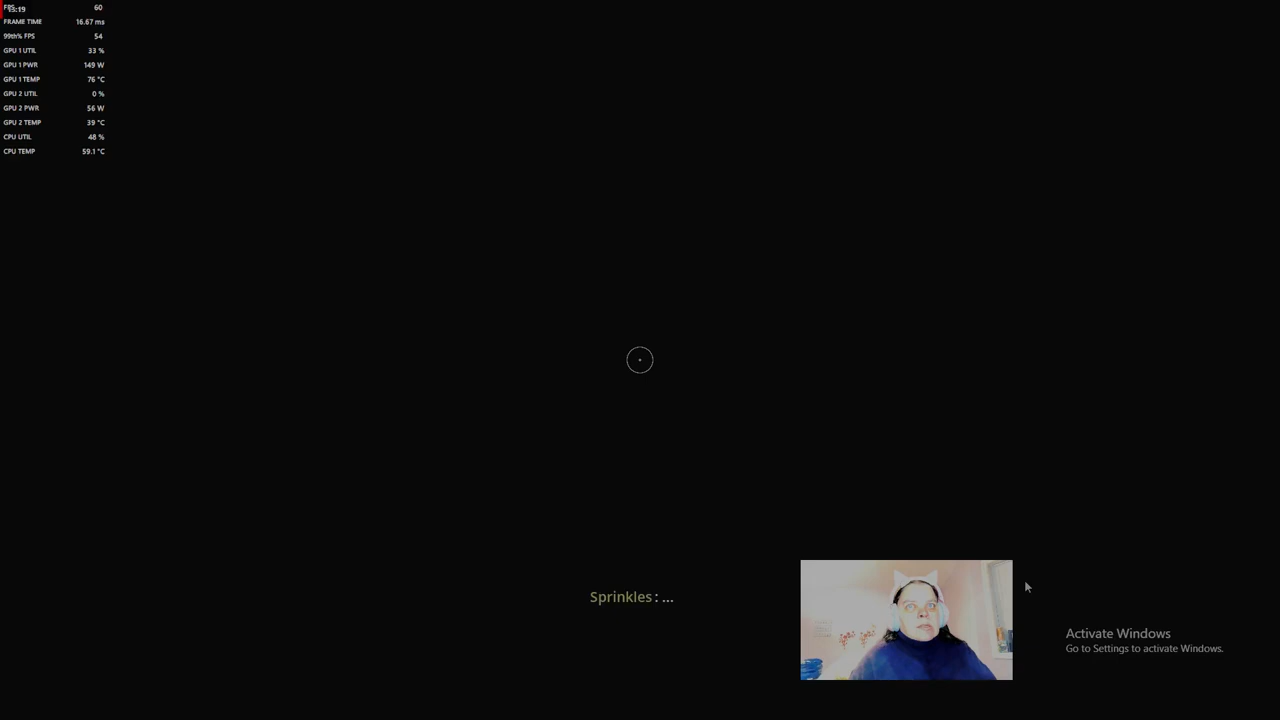 FPS 60
13:19
FRAME TIME 16.67 ms
99th% FPS 54
GPU 1 UTIL 33 %
GPU 1 PWR 149 W
GPU 1 TEMP 76 °C
GPU 2 UTIL 0 %
GPU 2 PWR 56 W
GPU 2 TEMP 39 °C
CPU UTIL 48 %
CPU TEMP 59.1 °C
Sprinkles: ...
Activate Windows
Go to Settings to activate Windows.